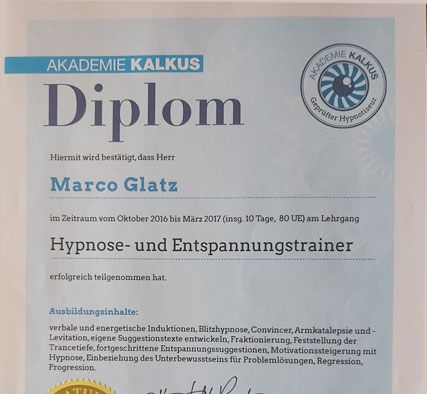 AKADEMIE KALKUS
AKADEMIE KALKUS
Geprüfter Hypnotiseur
Diplom
Hiermit wird bestätigt, dass Herr
Marco Glatz
im Zeitraum vom Oktober 2016 bis März 2017 (insg. 10 Tage, 80 UE) am Lehrgang
Hypnose- und Entspannungstrainer
erfolgreich teilgenommen hat.
Ausbildungsinhalte:
verbale und energetische Induktionen, Blitzhypnose, Convincer, Armkatalepsie und -
Levitation, eigene Suggestionstexte entwickeln, Fraktionierung, Feststellung der
Trancetiefe, fortgeschrittene Entspannungssuggestionen, Motivationssteigerung mit
Hypnose, Einbeziehung des Unterbewusstseins für Problemlösungen, Regression,
Progression.